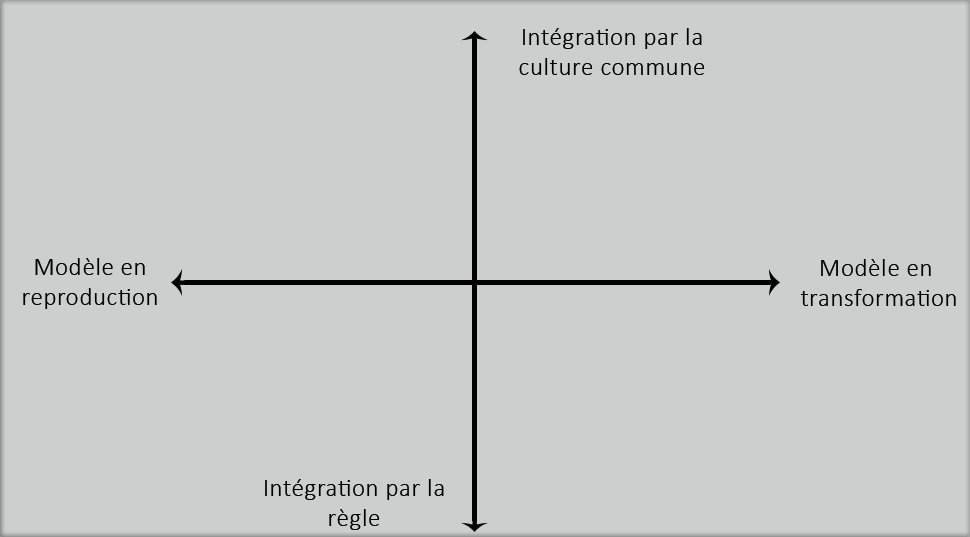 Intégration par la
culture commune
Modèle en
reproduction
Modèle en
transformation
Intégration par la
règle